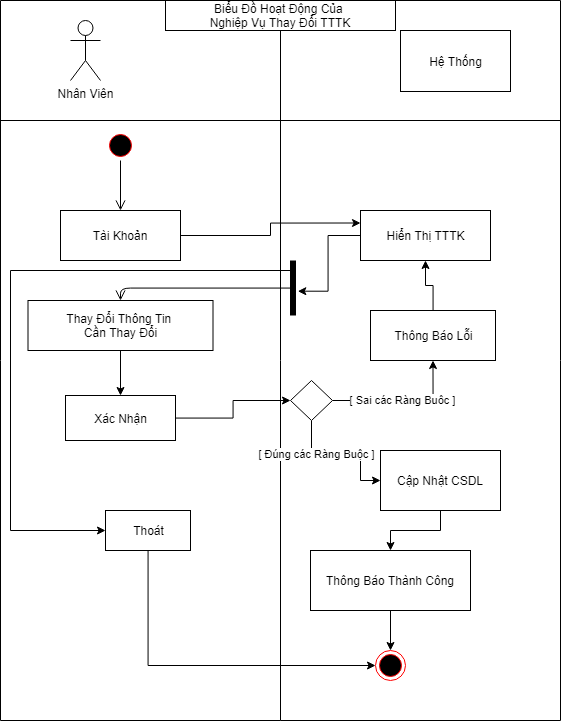 Biểu Đồ Hoạt Động Của
Nghiệp Vụ Thay Đổi TTTK
Nhân Viên
Hệ Thống
Tài Khoản
Hiển Thị TTTK
Thay Đổi Thông Tin
Cần Thay Đổi
Thông Báo Lỗi
Xác Nhận
[ Sai các Ràng Buộc ]
[ Đúng các Ràng Buộc ]
Cập Nhật CSDL
Thoát
Thông Báo Thành Công